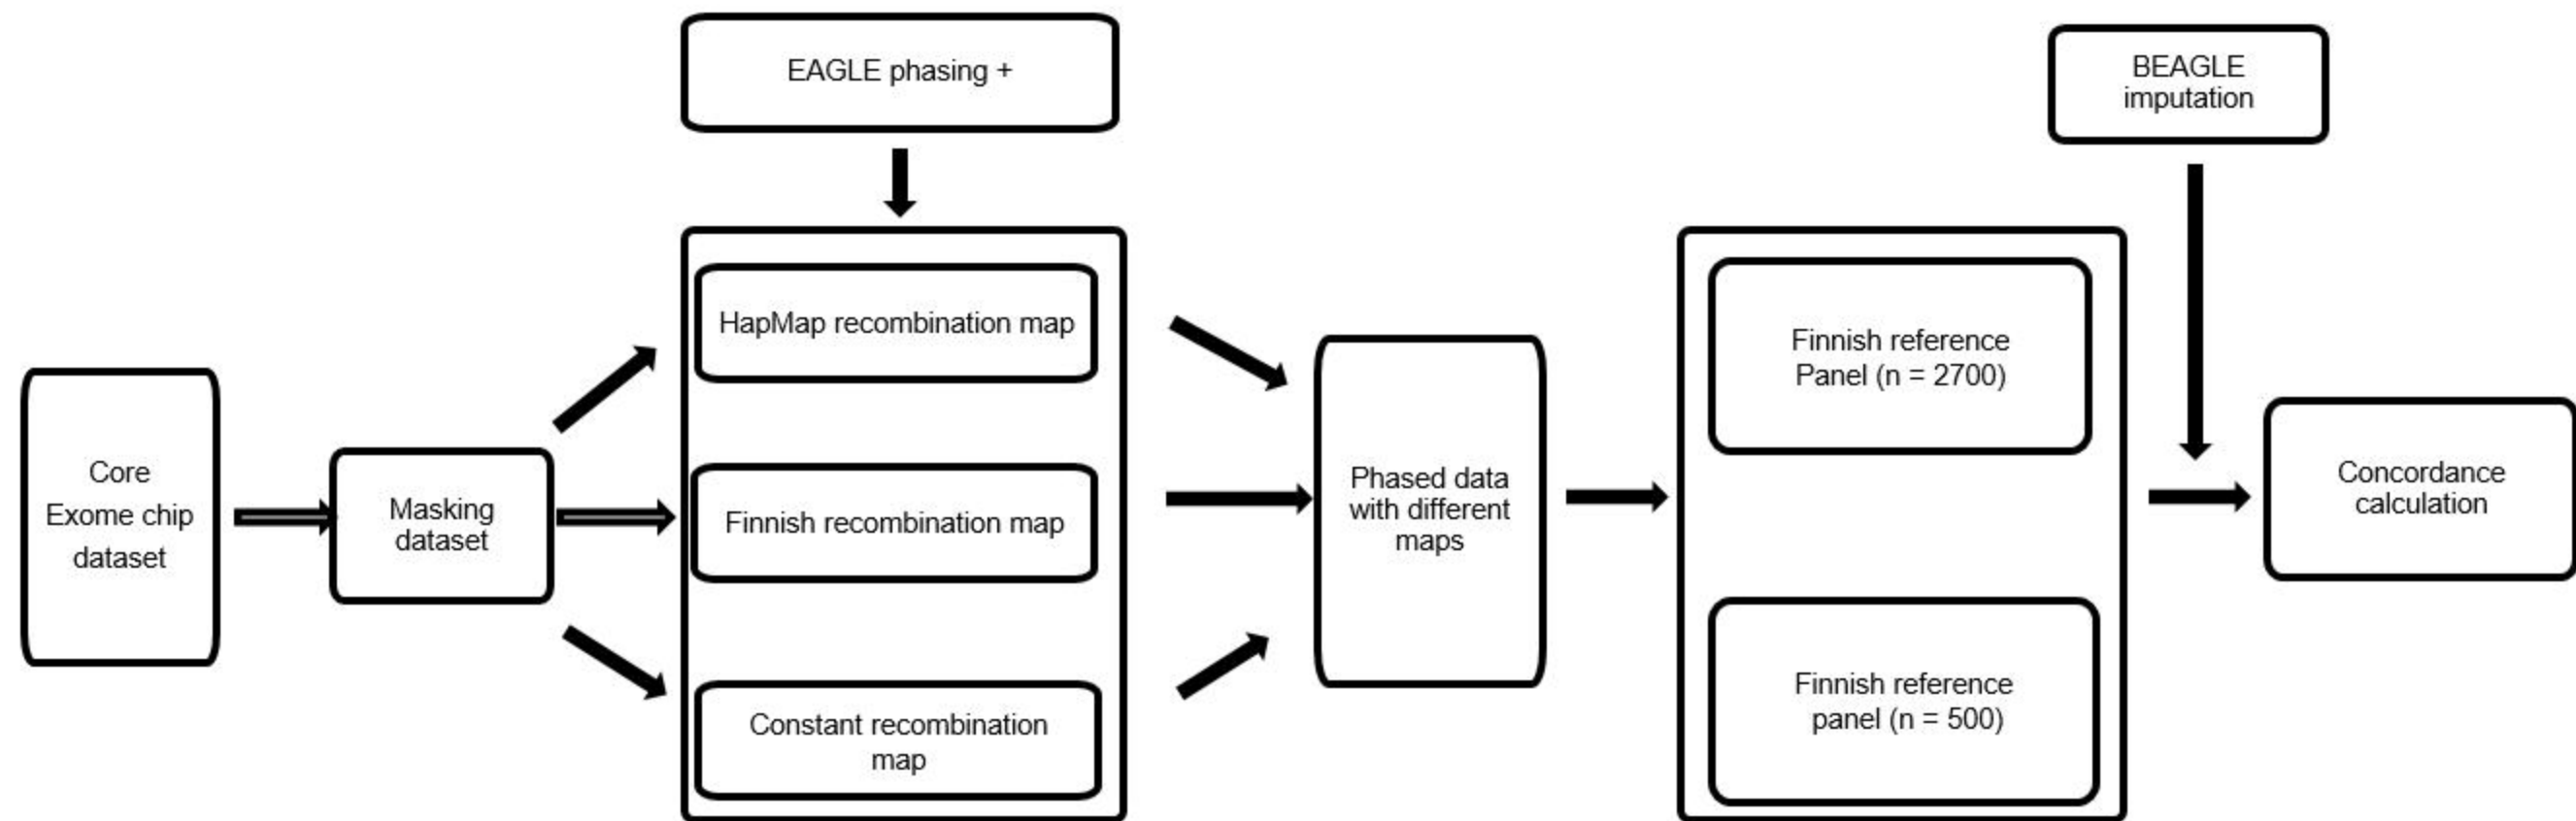 EAGLE phasing +
BEAGLE
imputation
Core
Exome chip
dataset
Masking
dataset
HapMap recombination map
Finnish recombination map
Constant recombination
map
Phased data
with different
maps
Finnish reference
Panel (n = 2700)
Finnish reference
panel (n = 500)
Concordance
calculation